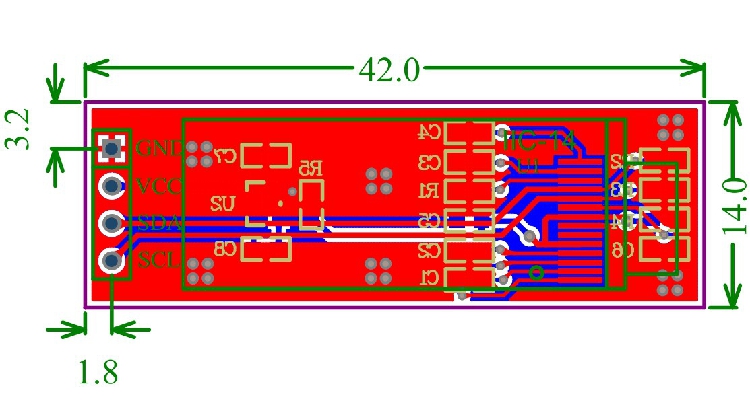 42.0
3.2
GND
VCC
SDA
SCL
C7
U2
C8
R5
C4
C3
R1
C5
C2
C1
IIC-14
U1
14.0
1.8